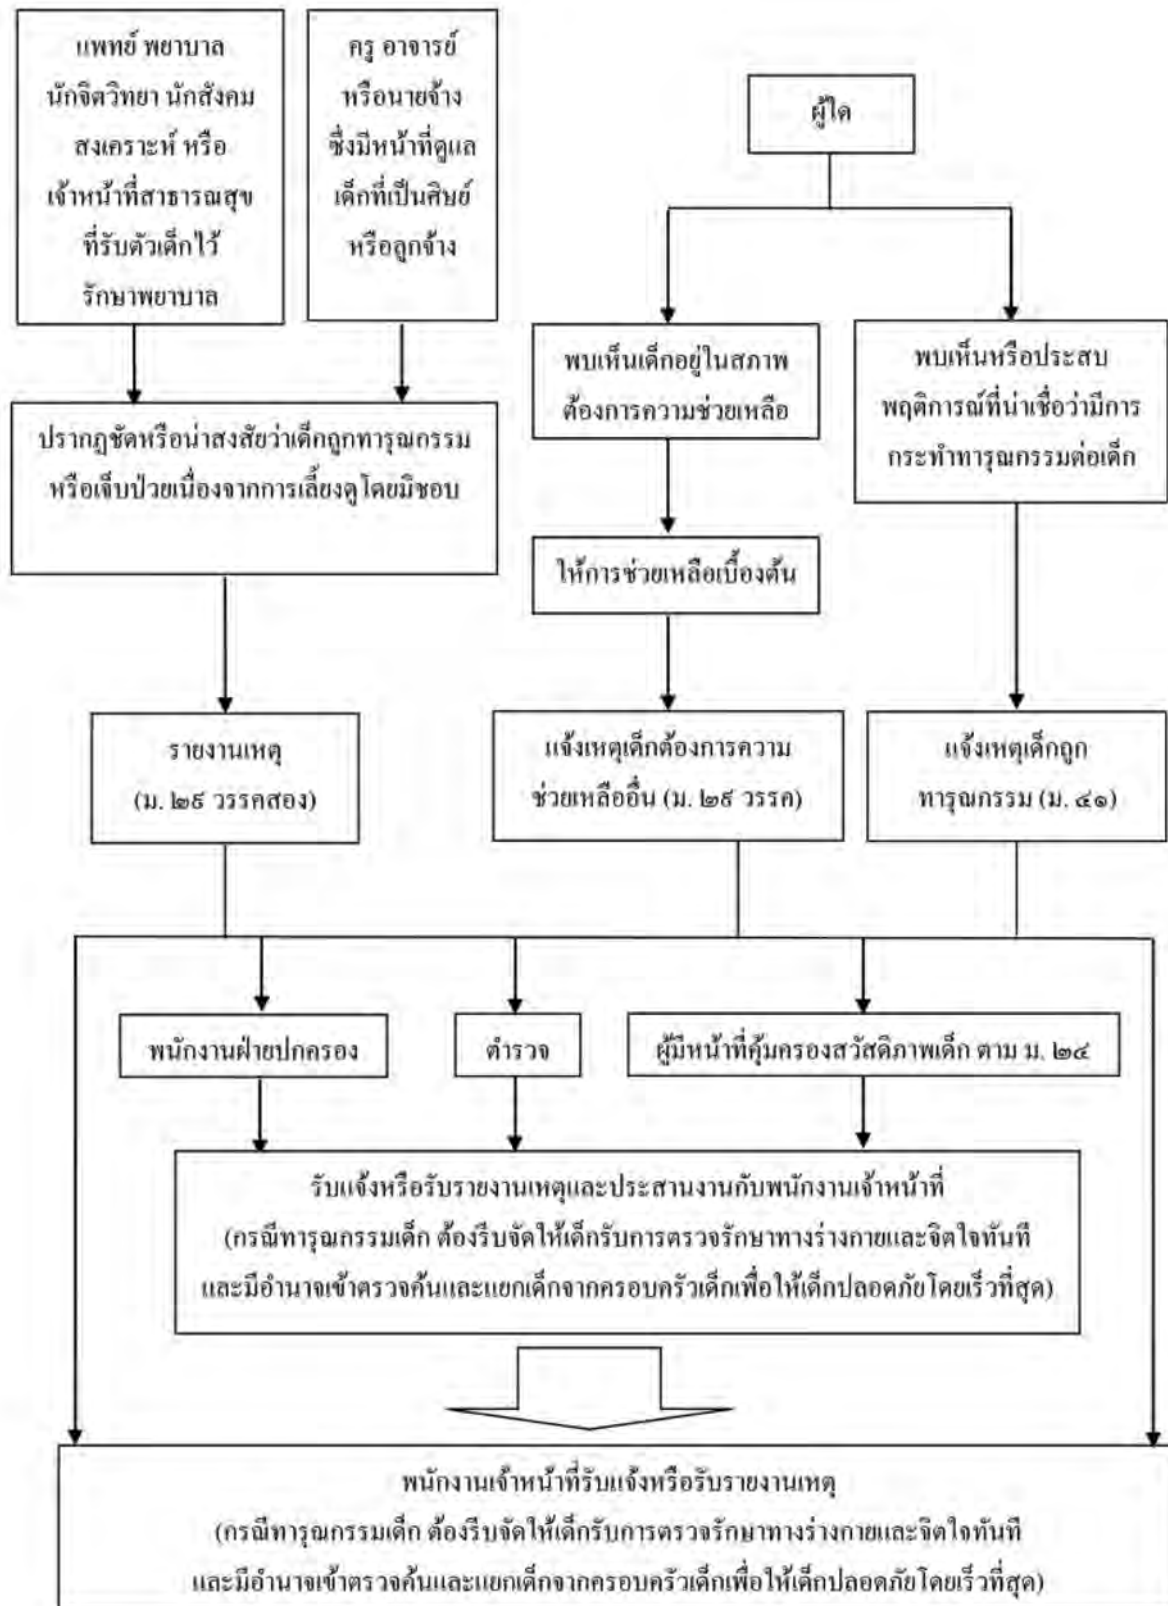 แพทย์ พยาบาล
นักจิตวิทยา นักสังคม
สงเคราะห์ หรือ
เจ้าหน้าที่สาธารณสุข
ที่รับตัวเด็กไว้
รักษาพยาบาล
ครู อาจารย์
หรือนายจ้าง
ซึ่งมีหน้าที่ดูแล
เด็กที่เป็นศิษย์
หรือลูกจ้าง
ผู้ใด
ปรากฏชัดหรือน่าสงสัยว่าเด็กถูกทารุณกรรม
หรือเจ็บป่วยเนื่องจากการเลี้ยงดูโดยมิชอบ
พบเห็นเด็กอยู่ในสภาพ
ต้องการความช่วยเหลือ
พบเห็นหรือประสบ
พฤติการณ์ที่น่าเชื่อว่ามีการ
กระทำทารุณกรรมต่อเด็ก
ให้การช่วยเหลือเบื้องต้น
รายงานเหตุ
(ม. ๒๙ วรรคสอง)
แจ้งเหตุเด็กต้องการความ
ช่วยเหลืออื่น (ม. ๒๙ วรรค)
แจ้งเหตุเด็กถูก
ทารุณกรรม (ม. ๔๑)
พนักงานฝ่ายปกครอง
ตำรวจ
ผู้มีหน้าที่คุ้มครองสวัสดิภาพเด็ก ตาม ม. ๒๔
รับแจ้งหรือรับรายงานเหตุและประสานงานกับพนักงานเจ้าหน้าที่
(กรณีทารุณกรรมเด็ก ต้องรีบจัดให้เด็กรับการตรวจรักษาทางร่างกายและจิตใจทันที
และมีอำนาจเข้าตรวจค้นและแยกเด็กจากครอบครัวเด็กเพื่อให้เด็กปลอดภัยโดยเร็วที่สุด)
พนักงานเจ้าหน้าที่รับแจ้งหรือรับรายงานเหตุ
(กรณีทารุณกรรมเด็ก ต้องรีบจัดให้เด็กรับการตรวจรักษาทางร่างกายและจิตใจทันที
และมีอำนาจเข้าตรวจค้นและแยกเด็กจากครอบครัวเด็กเพื่อให้เด็กปลอดภัยโดยเร็วที่สุด)